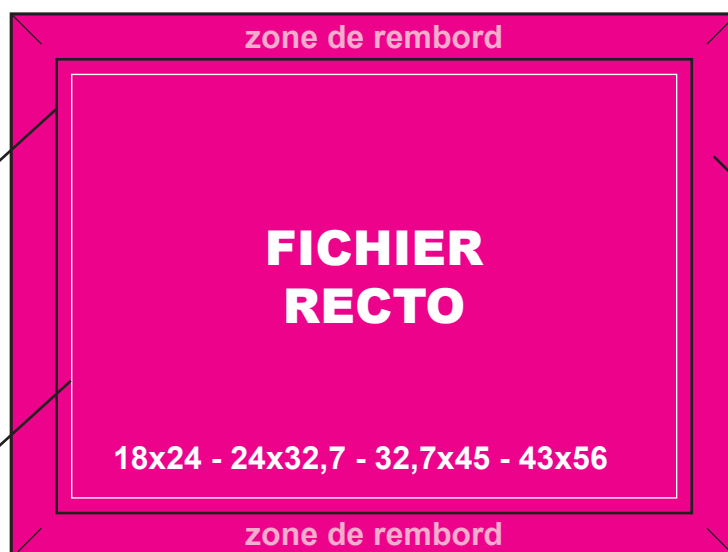 zone de rembord
FICHIER
RECTO
18x24 - 24x32,7 - 32,7x45 - 43x56
zone de rembord